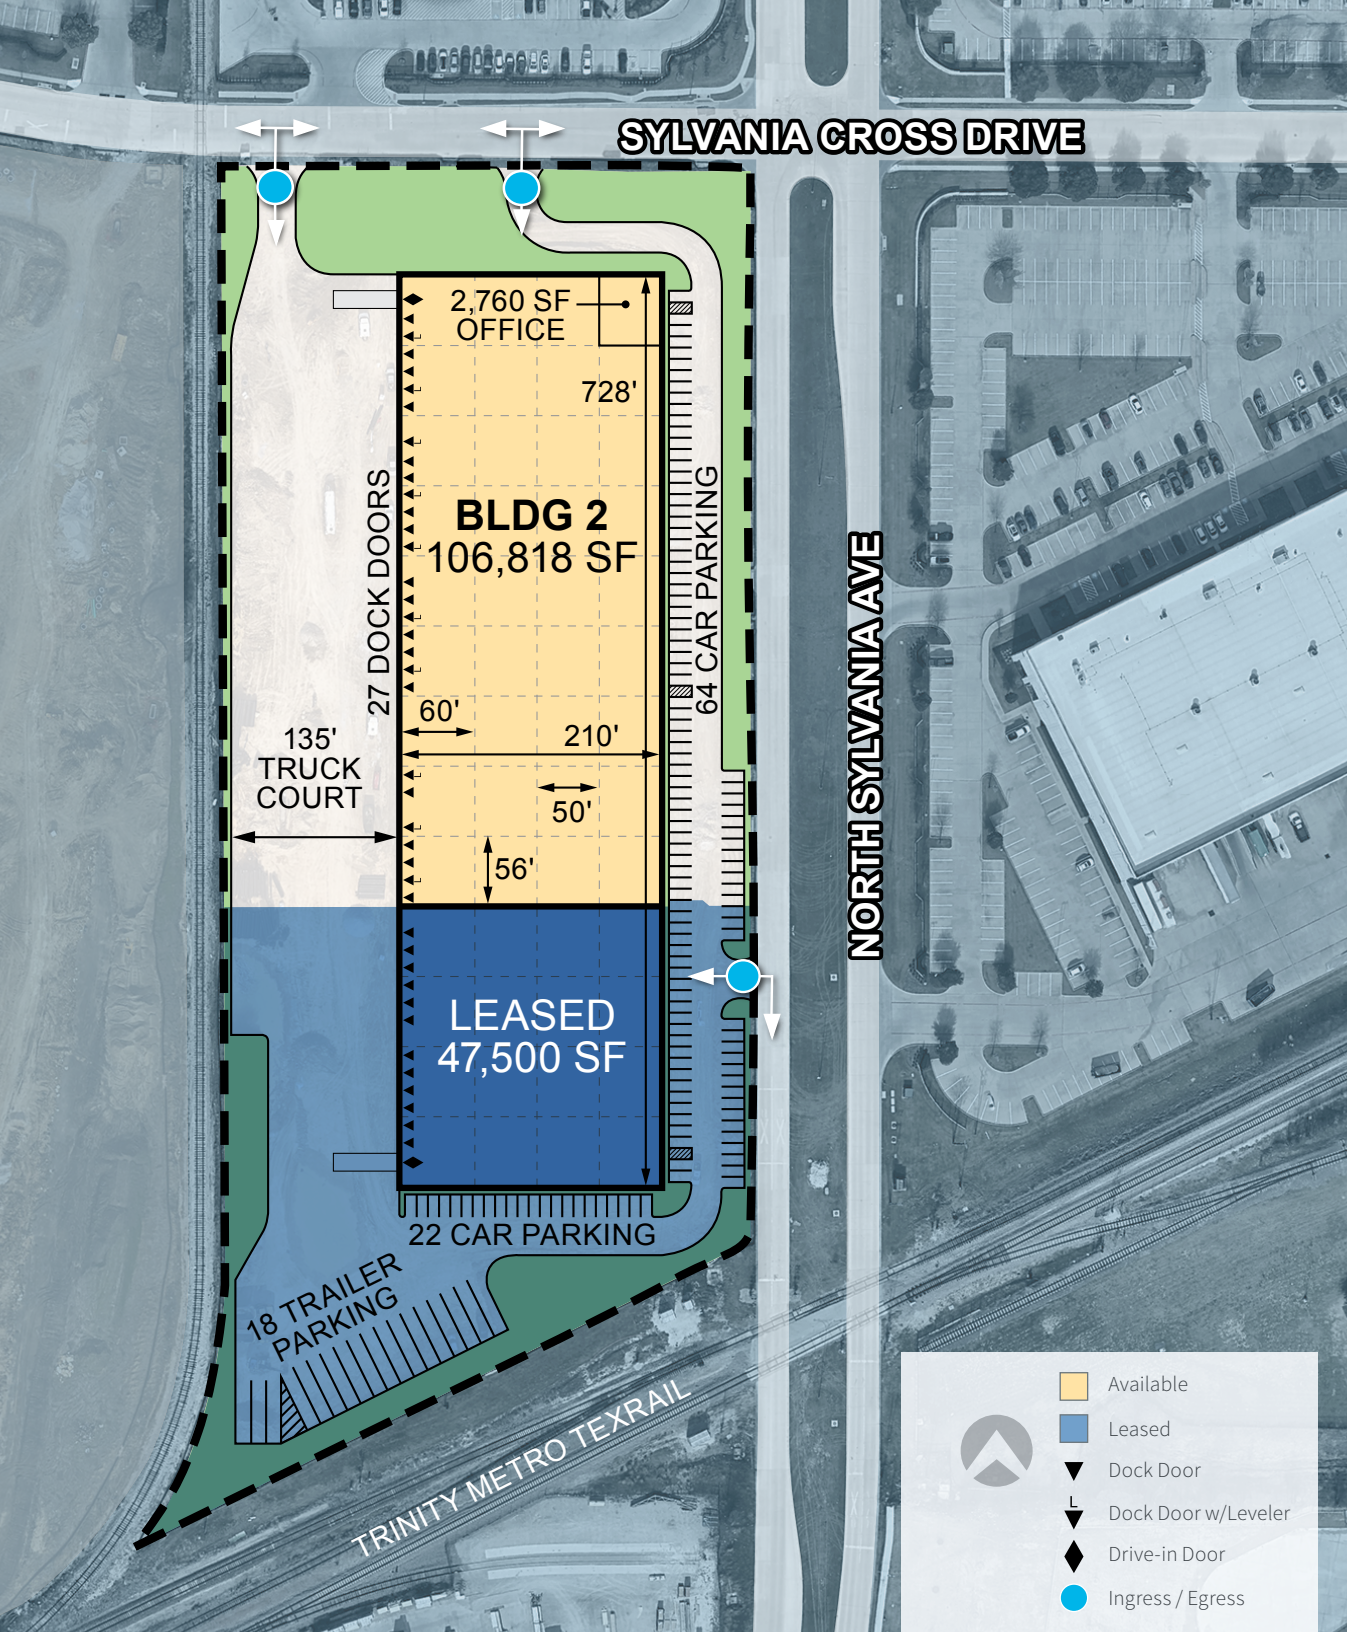 SYLVANIA CROSS DRIVE
2,760 SF
OFFICE
728'
27 DOCK DOORS
BLDG 2
106,818 SF
64 CAR PARKING
NORTH SYLVANIA AVE
60'
210'
135'
TRUCK
COURT
50'
56'
LEASED
47,500 SF
22 CAR PARKING
18 TRAILER
PARKING
TRINITY METRO TEXRAIL
Available
Leased
Dock Door
L
Dock Door w/Leveler
Drive-in Door
Ingress / Egress